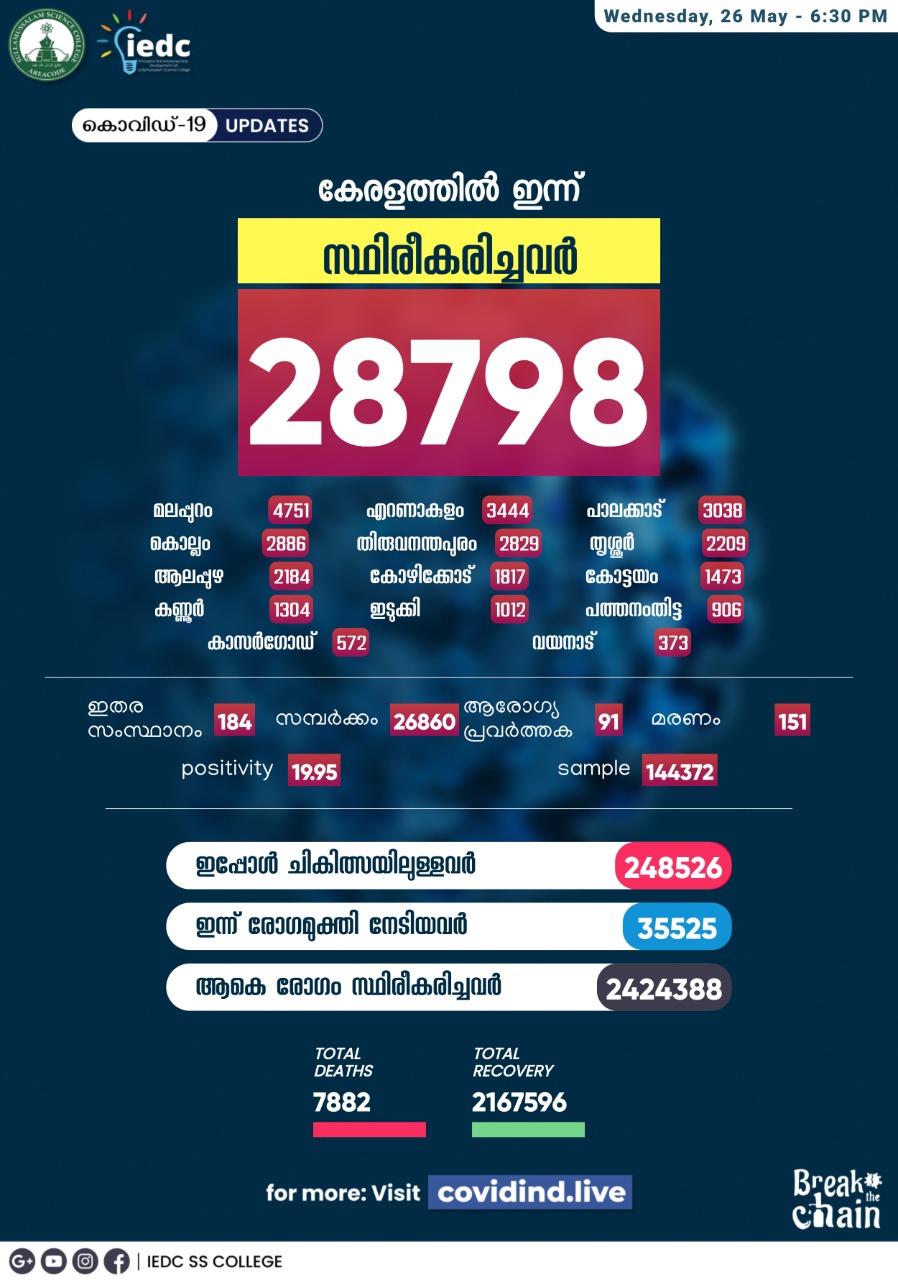 Wednesday, 26 May - 6:30 PM
SULLAMUSSALAM SCIENCE COLLEGE
AREACODE
iedc
കൊവിഡ്-19 UPDATES
കേരളത്തിൽ ഇന്ന്
സ്ഥിരീകരിച്ചവർ
28798
മലപ്പുറം 4751 എറണാകുളം 3444 പാലക്കാട് 3038
കൊല്ലം 2886 തിരുവനന്തപുരം 2829 തൃശ്ശൂർ 2209
ആലപ്പുഴ 2184 കോഴിക്കോട് 1817 കോട്ടയം 1473
കണ്ണൂർ 1304 ഇടുക്കി 1012 പത്തനംതിട്ട 906
കാസർഗോഡ് 572 വയനാട് 373
ഇതര സംസ്ഥാനം 184 സമ്പർക്കം 26860 ആരോഗ്യ പ്രവർത്തക 91 മരണം 151
positivity 19.95 sample 144372
ഇപ്പോൾ ചികിത്സയിലുള്ളവർ 248526
ഇന്ന് രോഗമുക്തി നേടിയവർ 35525
ആകെ രോഗം സ്ഥിരീകരിച്ചവർ 2424388
TOTAL DEATHS
7882
TOTAL RECOVERY
2167596
for more: Visit covidind.live
Break the chain
G+ f | IEDC SS COLLEGE